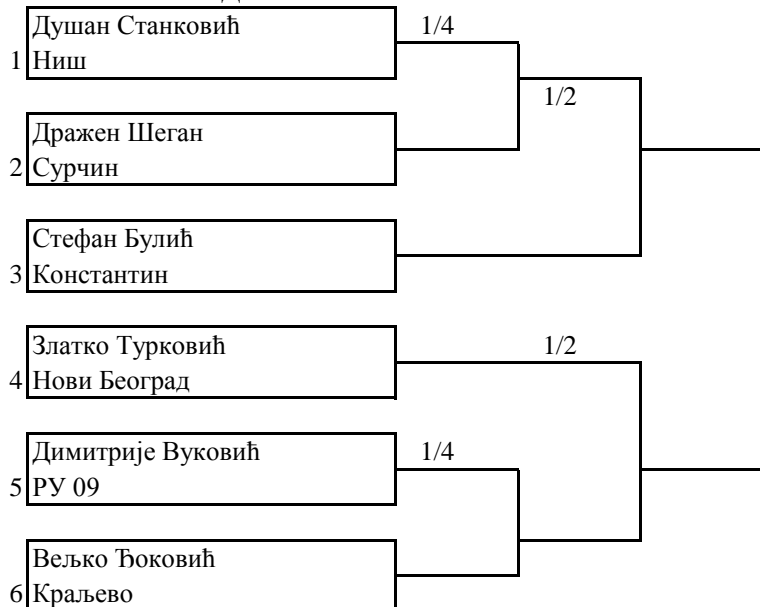 Душан Станковић 1/4
1 Ниш
1/2
Дражен Шеган
2 Сурчин
Стефан Булић
3 Константин
Златко Турковић 1/2
4 Нови Београд
Димитрије Вуковић 1/4
5 РУ 09
Вељко Ђоковић
6 Краљево